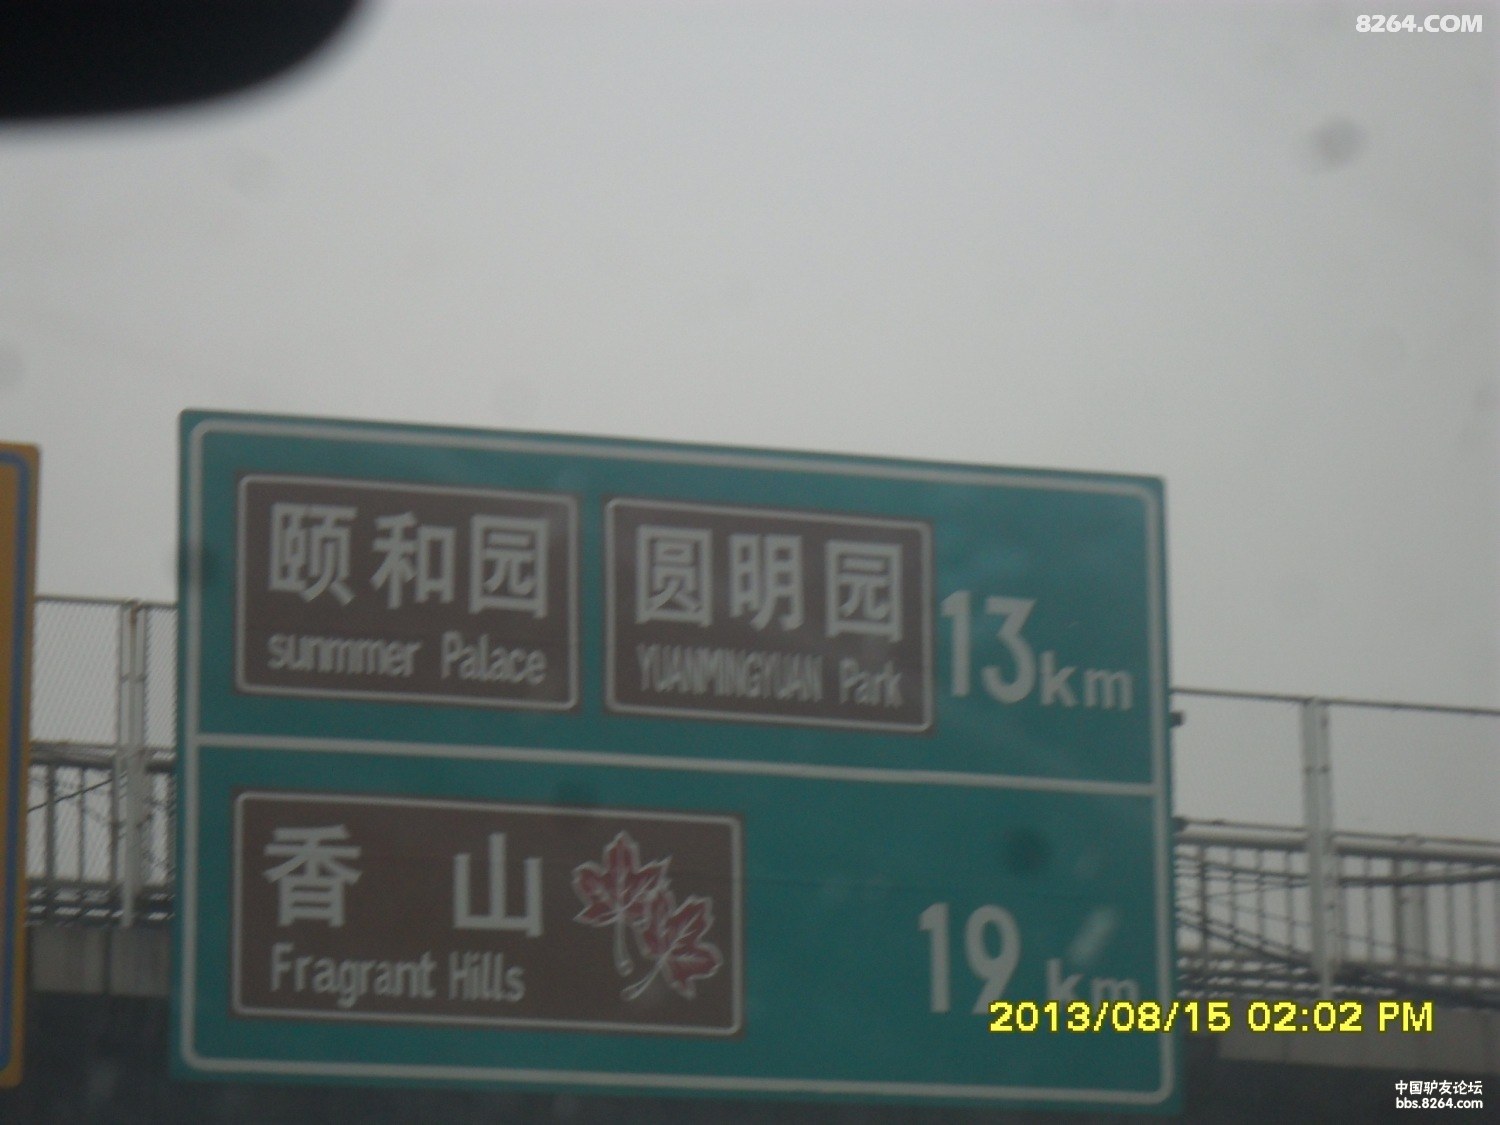 8264.COM
颐和园
sunmmer Palace
圆明园
YUANMINGYUAN Park
13km
香山
Fragrant Hills
19km
2013/08/15 02:02 PM
中国驴友论坛
bbs.8264.com